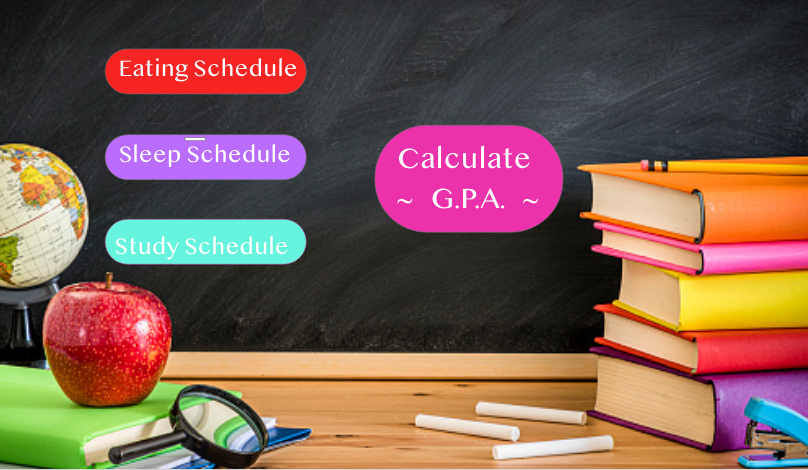 Eating Schedule
Sleep Schedule
Study Schedule
Calculate
~ G.P.A. ~